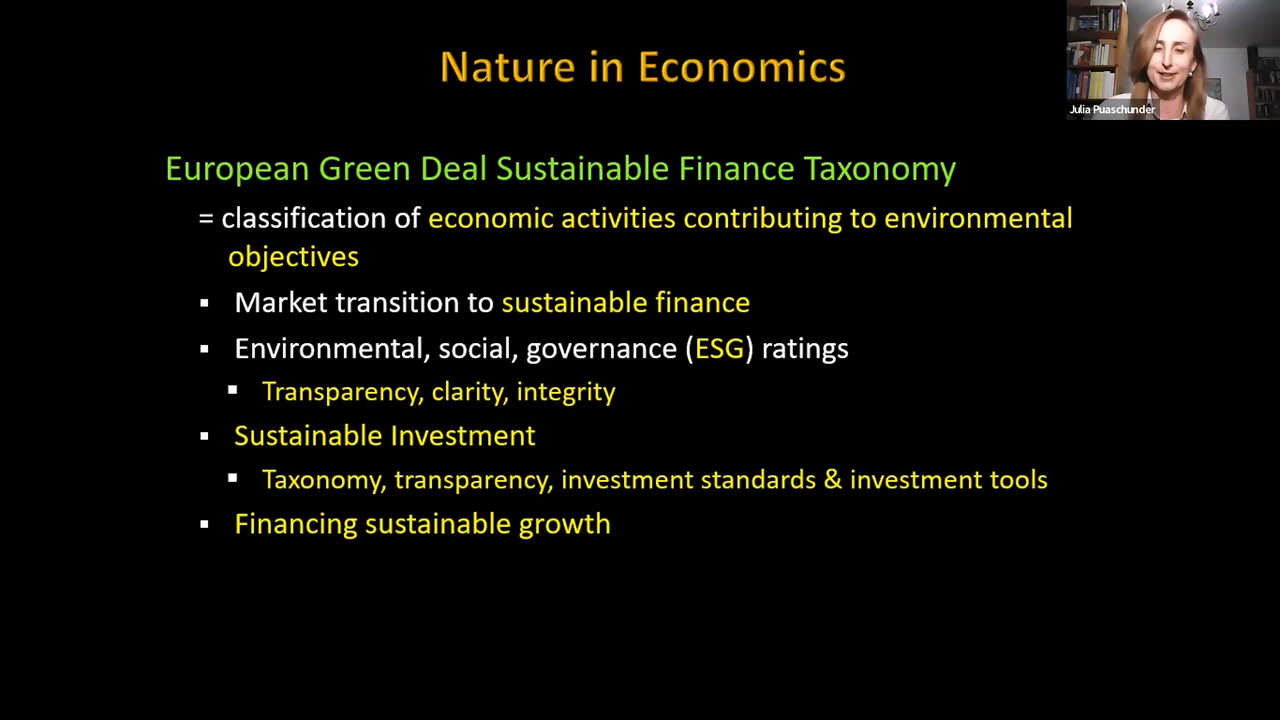 Nature in Economics
Julia Puaschunder
European Green Deal Sustainable Finance Taxonomy
= classification of economic activities contributing to environmental
objectives
▪ Market transition to sustainable finance
▪ Environmental, social, governance (ESG) ratings
▪ Transparency, clarity, integrity
▪ Sustainable Investment
▪ Taxonomy, transparency, investment standards & investment tools
▪ Financing sustainable growth